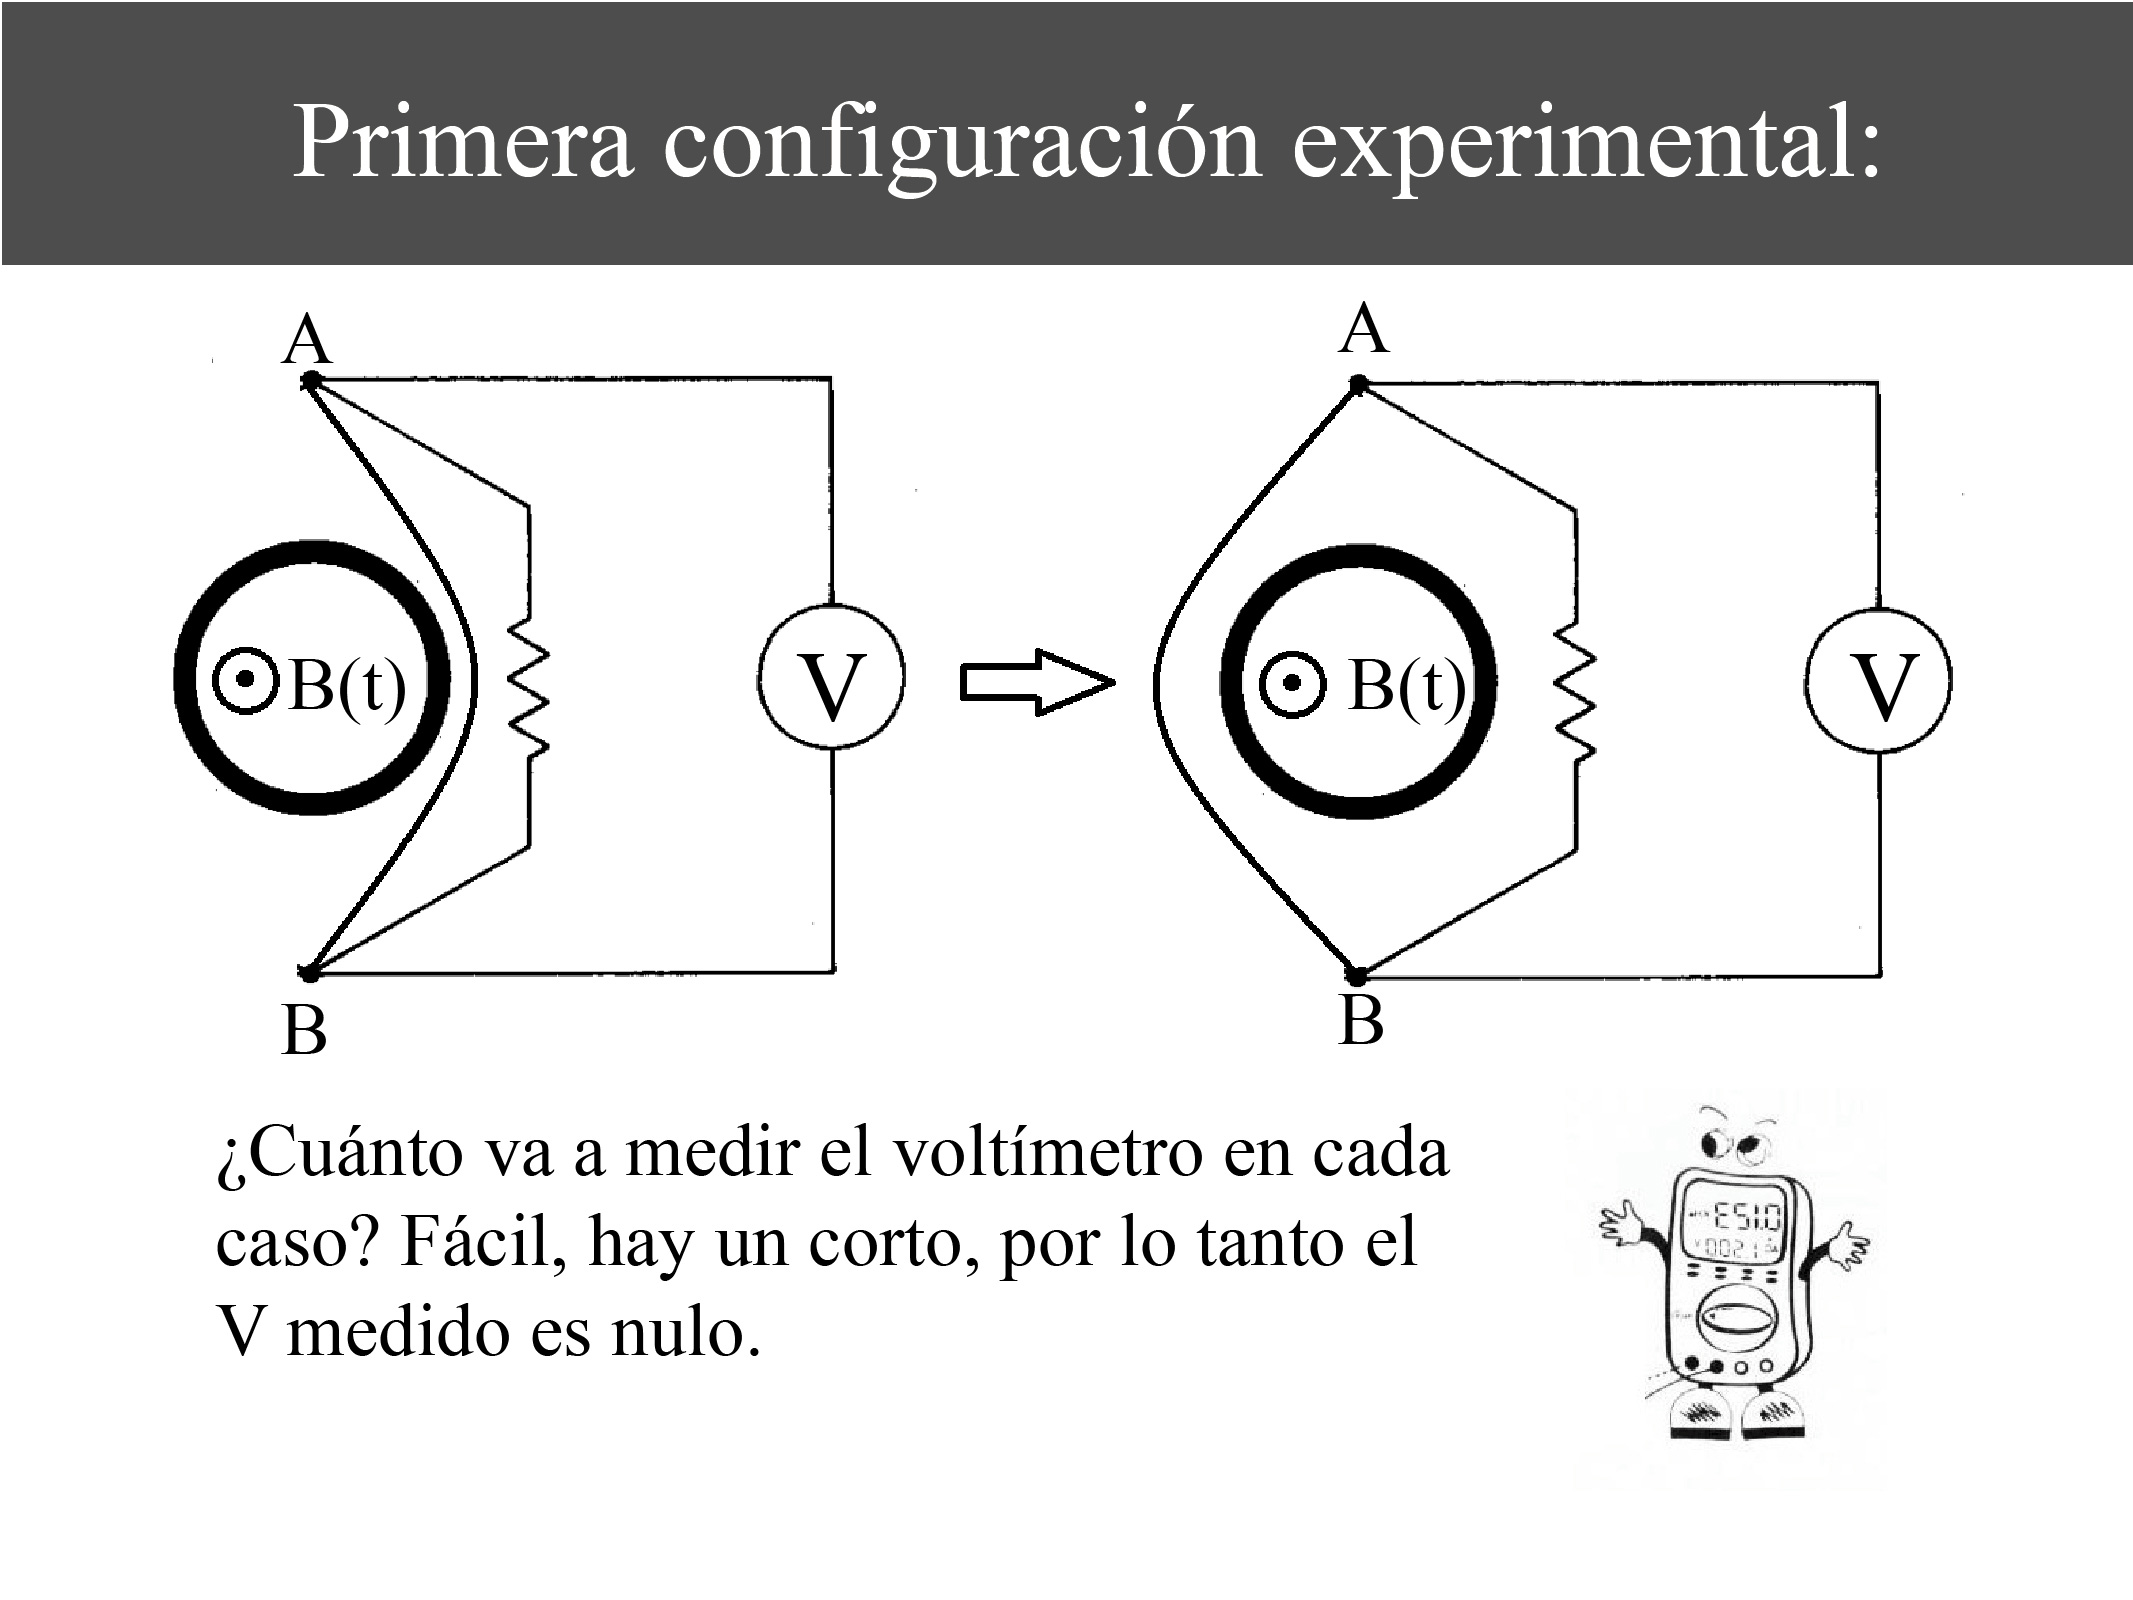 Primera configuración experimental:
A
A
B(t)
V
B(t)
V
B
B
¿Cuánto va a medir el voltímetro en cada
caso? Fácil, hay un corto, por lo tanto el
V medido es nulo.